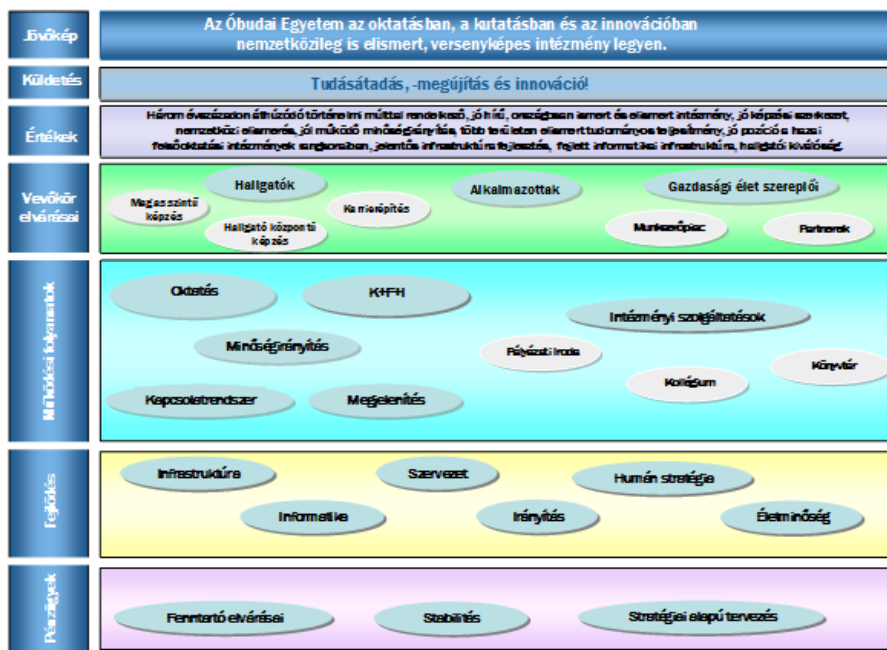 Jövőkép
Az Óbudai Egyetem az oktatásban, a kutatásban és az innovációban
nemzetközileg is elismert, versenyképes intézmény legyen.
Küldetés
Tudásátadás, -megújítás és innováció!
Értékek
Három évszázadon áthúzódó történelmi múlttal rendelkező, jó hírű, országosan ismert és elismert intézmény, jó képzési szerkezet,
nemzetközi elismerés, jól működő minőségirányítás, több területen elismert tudományos teljesítmény, jó pozíció a hazai
felsőoktatási intézmények rangsoraiban, jelentős infrastruktúra fejlesztés, fejlett informatikai infrastruktúra, hallgatói kiválóság.
Vevőkör
elvárásai
Hallgatók
Alkalmazottak
Gazdasági élet szereplői
Magas szintű
képzés
Karrierépítés
Hallgató központú
képzés
Munkaerőpiac
Partnerek
Működési folyamatok
Oktatás
K+F+I
Intézményi szolgáltatások
Minőségirányítás
Pályázati Iroda
Könyvtár
Kollégium
Kapcsolatrendszer
Megjelenítés
Fejlődés
Infrastruktúra
Szervezet
Humán stratégia
Informatika
Irányítás
Életminőség
Pénzügyek
Fenntartó elvárásai
Stabilitás
Stratégiai alapú tervezés